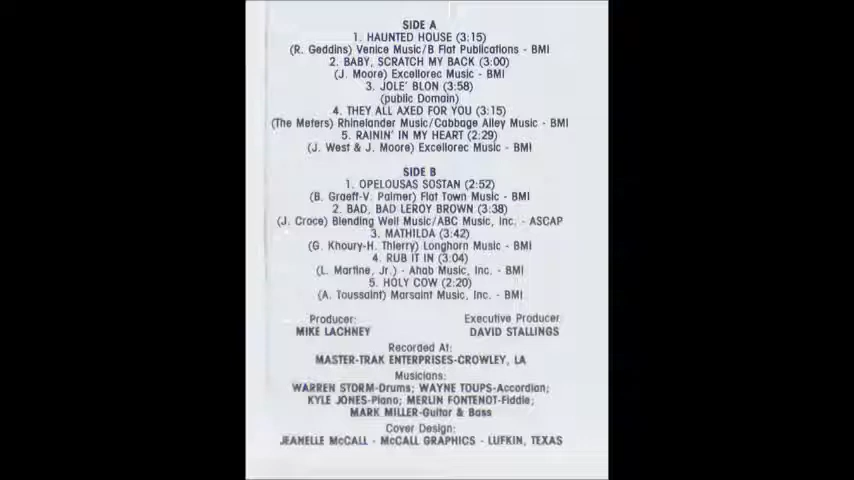 SIDE A
1. HAUNTED HOUSE (3:15)
(R. Geddins) Venice Music/B Flat Publications - BMI
2. BABY, SCRATCH MY BACK (3:00)
(J. Moore) Excellorec Music - BMI
3. JOLE' BLON (3:58)
(public Domain)
4. THEY ALL AXED FOR YOU (3:15)
(The Meters) Rhinelander Music/Cabbage Alley Music - BMI
5. RAININ' IN MY HEART (2:29)
(J. West & J. Moore) Excellorec Music - BMI
SIDE B
1. OPELOUSAS SOSTAN (2:52)
(B. Graeff-V. Palmer) Flat Town Music - BMI
2. BAD, BAD LEROY BROWN (3:38)
(J. Croce) Blending Well Music/ABC Music, Inc. - ASCAP
3. MATHILDA (3:42)
(G. Khoury-H. Thierry) Longhorn Music - BMI
4. RUB IT IN (3:04)
(L. Martine, Jr.) - Ahab Music, Inc. - BMI
5. HOLY COW (2:20)
(A. Toussaint) Marsaint Music, Inc. - BMI
Producer: Executive Producer
MIKE LACHNEY DAVID STALLINGS
Recorded At:
MASTER-TRAK ENTERPRISES-CROWLEY, LA
Musicians:
WARREN STORM-Drums; WAYNE TOUPS-Accordian;
KYLE JONES-Piano; MERLIN FONTENOT-Fiddle;
MARK MILLER-Guitar & Bass
Cover Design:
JEANELLE McCALL - McCALL GRAPHICS - LUFKIN, TEXAS